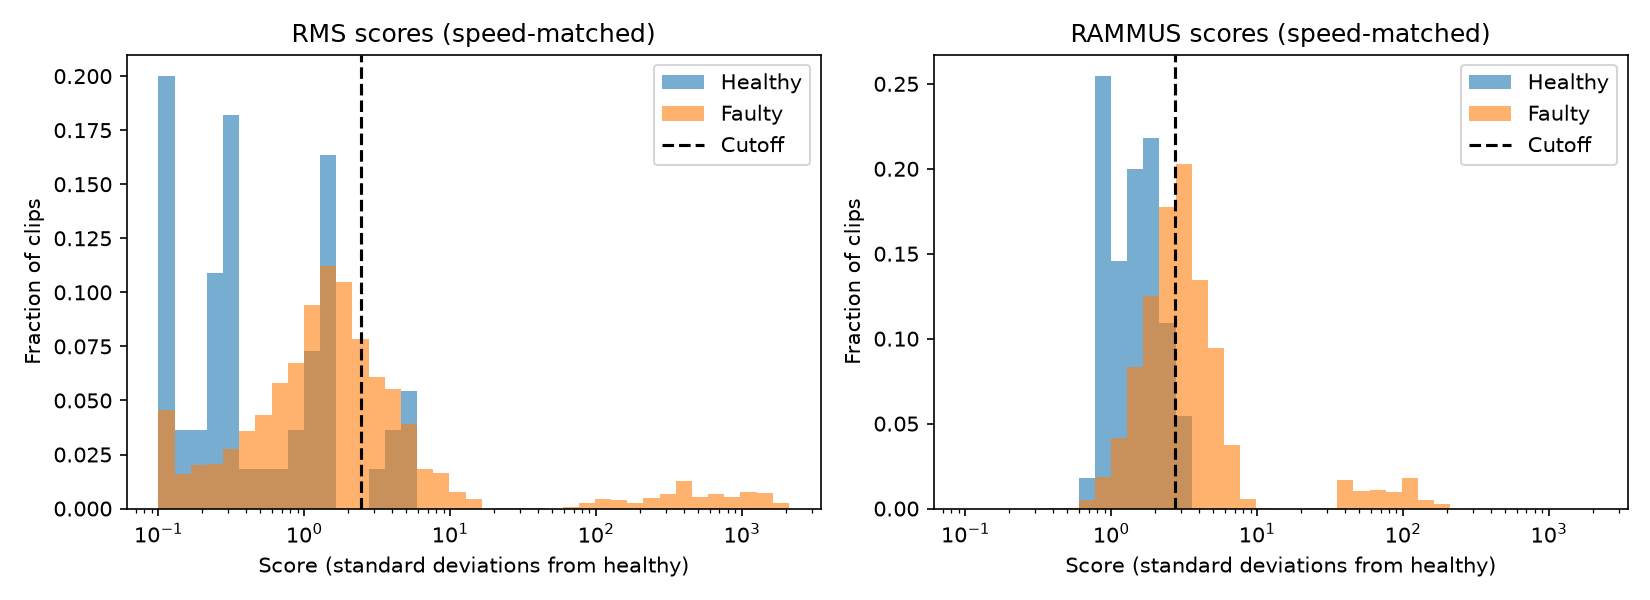 RMS scores (speed-matched)
Fraction of clips
0.200
0.175
0.150
0.125
0.100
0.075
0.050
0.025
0.000
Healthy
Faulty
Cutoff
10⁻¹ 10⁰ 10¹ 10² 10³
Score (standard deviations from healthy)
RAMMUS scores (speed-matched)
Fraction of clips
0.25
0.20
0.15
0.10
0.05
0.00
Healthy
Faulty
Cutoff
10⁻¹ 10⁰ 10¹ 10² 10³
Score (standard deviations from healthy)